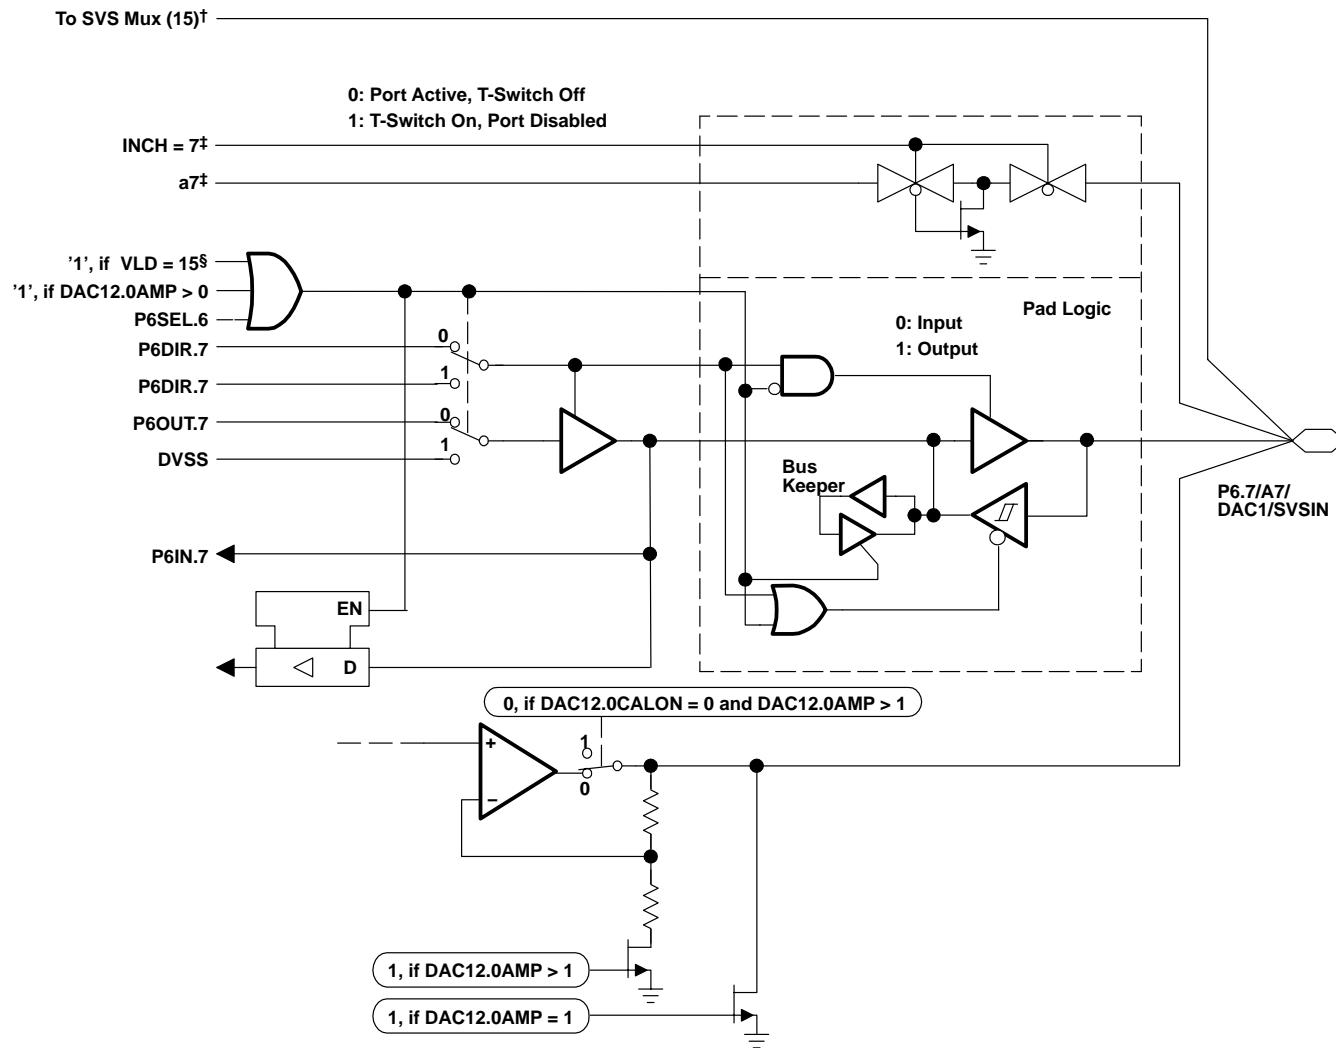 To SVS Mux (15)†
0: Port Active, T-Switch Off
1: T-Switch On, Port Disabled
INCH = 7‡
a7‡
'1', if VLD = 15§
'1', if DAC12.0AMP > 0
P6SEL.6
P6DIR.7
0
P6DIR.7
1
P6OUT.7
0
DVSS
1
Pad Logic
0: Input
1: Output
Bus
Keeper
P6.7/A7/
DAC1/SVSIN
P6IN.7
EN
D
0, if DAC12.0CALON = 0 and DAC12.0AMP > 1
+
−
1
0
1, if DAC12.0AMP > 1
1, if DAC12.0AMP = 1